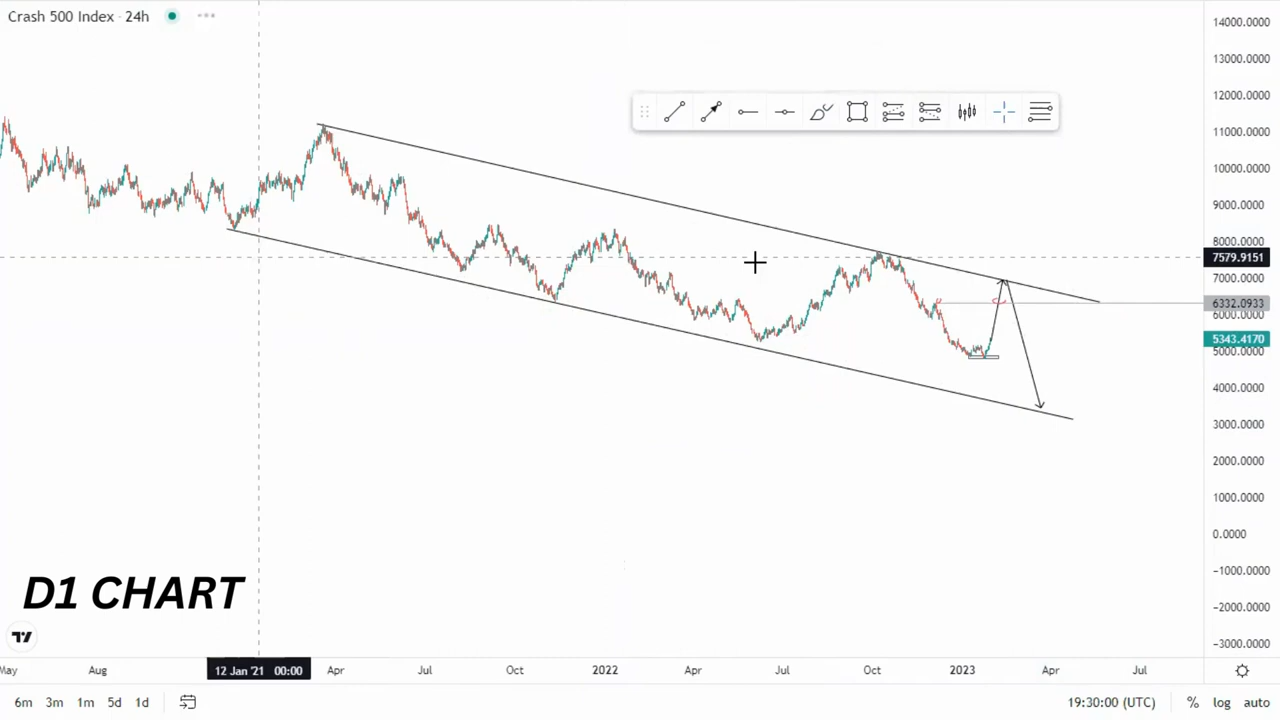 Crash 500 Index · 24h
14000.0000
13000.0000
12000.0000
11000.0000
10000.0000
9000.0000
8000.0000
7579.9151
7000.0000
6332.0933
6000.0000
5343.4170
5000.0000
4000.0000
3000.0000
2000.0000
1000.0000
0.0000
−1000.0000
−2000.0000
−3000.0000
D1 CHART
May
Aug
12 Jan '21 00:00
Apr
Jul
Oct
2022
Apr
Jul
Oct
2023
Apr
Jul
6m 3m 1m 5d 1d
19:30:00 (UTC) % log auto